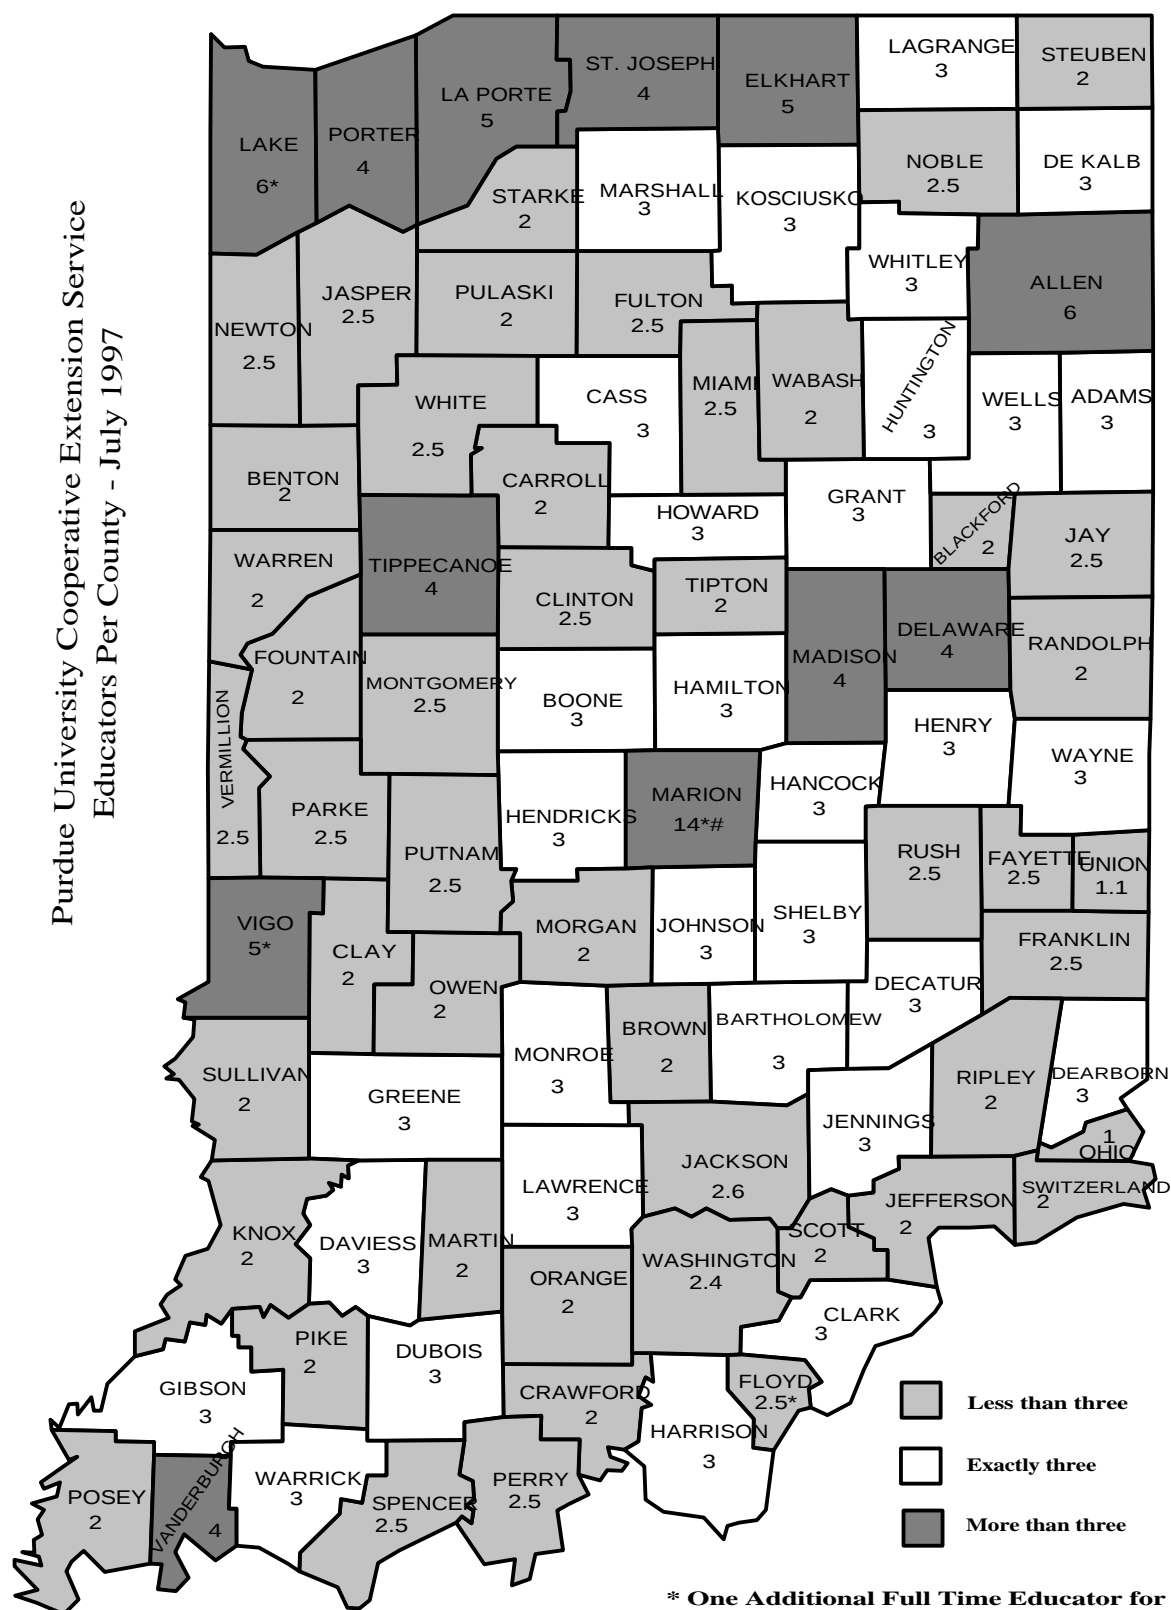 Purdue University Cooperative Extension Service
Educators Per County - July 1997
LAGRANGE
3
STEUBEN
2
ST. JOSEPH
4
ELKHART
5
LA PORTE
5
PORTER
4
LAKE
6*
NOBLE
2.5
DE KALB
3
STARKE
2
MARSHALL
3
KOSCIUSKO
3
WHITLEY
3
ALLEN
6
NEWTON
2.5
JASPER
2.5
PULASKI
2
FULTON
2.5
MIAMI
2.5
WABASH
2
HUNTINGTON
3
WELLS
3
ADAMS
3
WHITE
2.5
CASS
3
BENTON
2
CARROLL
2
HOWARD
3
GRANT
3
BLACKFORD
2
JAY
2.5
WARREN
2
TIPPECANOE
4
CLINTON
2.5
TIPTON
2
MADISON
4
DELAWARE
4
RANDOLPH
2
FOUNTAIN
2
MONTGOMERY
2.5
BOONE
3
HAMILTON
3
HENRY
3
WAYNE
3
VERMILLION
2.5
PARKE
2.5
PUTNAM
2.5
HENDRICKS
3
MARION
14*#
HANCOCK
3
RUSH
2.5
FAYETTE
2.5
UNION
1.1
VIGO
5*
CLAY
2
OWEN
2
MORGAN
2
JOHNSON
3
SHELBY
3
FRANKLIN
2.5
DECATUR
3
SULLIVAN
2
GREENE
3
MONROE
3
BROWN
2
BARTHOLOMEW
3
JENNINGS
3
RIPLEY
2
DEARBORN
3
1
OHIO
SWITZERLAND
2
JACKSON
2.6
LAWRENCE
3
JEFFERSON
2
SCOTT
2
KNOX
2
DAVIESS
3
MARTIN
2
ORANGE
2
WASHINGTON
2.4
CLARK
3
PIKE
2
DUBOIS
3
GIBSON
3
CRAWFORD
2
FLOYD
2.5*
HARRISON
3
POSEY
2
VANDERBURGH
4
WARRICK
3
SPENCER
2.5
PERRY
2.5
Less than three
Exactly three
More than three
* One Additional Full Time Educator for